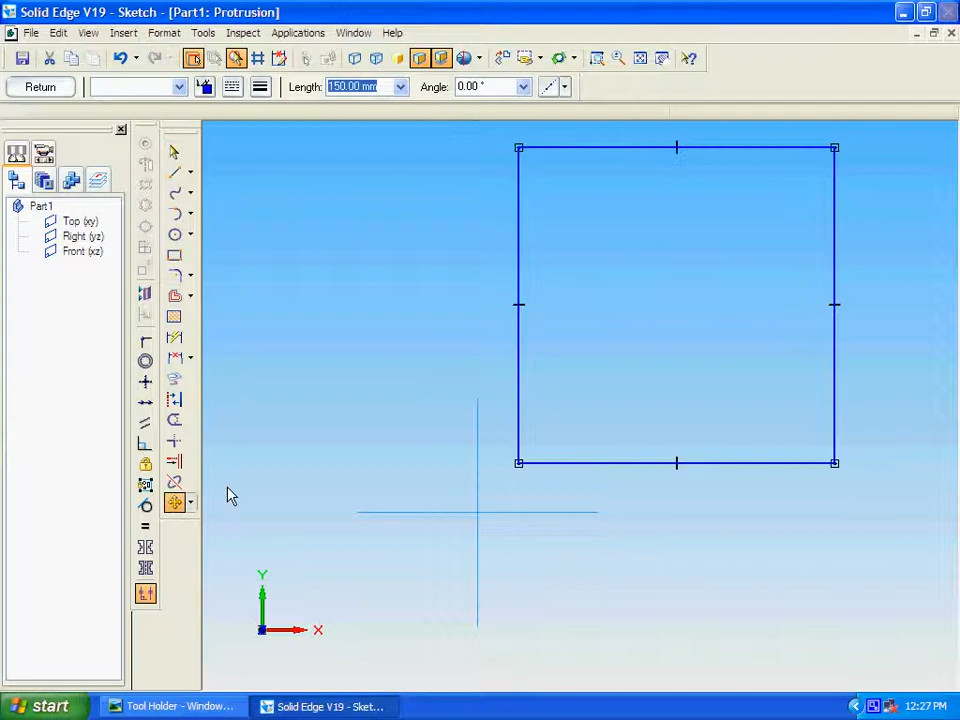 Solid Edge V19 - Sketch - [Part1: Protrusion]
File Edit View Insert Format Tools Inspect Applications Window Help
Return Length: 150.00 mm Angle: 0.00 °
Part1
Top (xy)
Right (yz)
Front (xz)
Y
X
start Tool Holder - Window... Solid Edge V19 - Sket... 12:27 PM